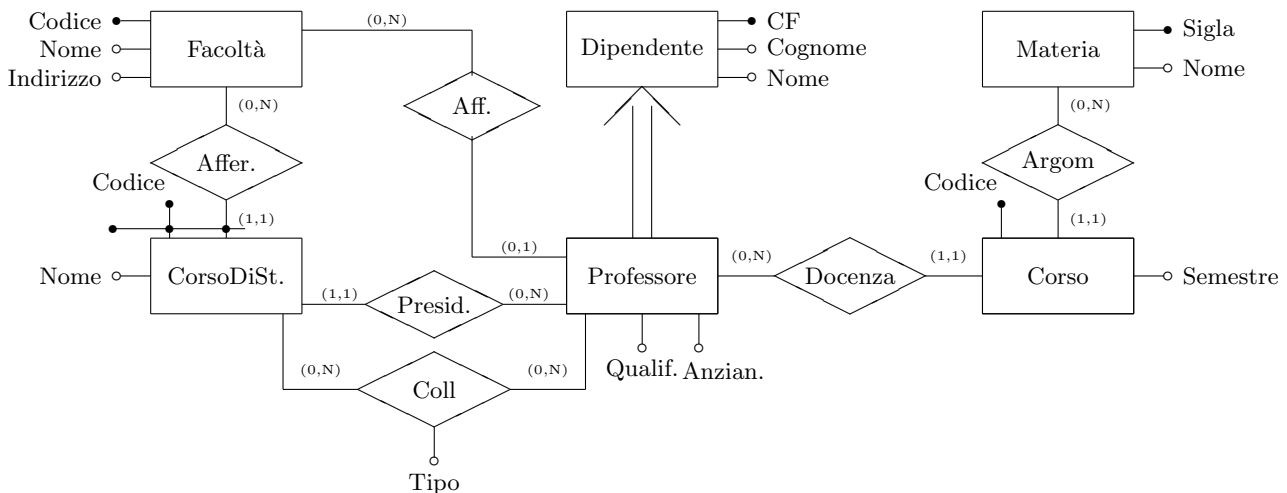 Codice
Nome
Indirizzo
Facoltà
(0,N)
Dipendente
CF
Cognome
Nome
Materia
Sigla
Nome
(0,N)
Aff.
(0,N)
Affer.
Argom
Codice
Codice
(1,1)
(0,1)
(1,1)
Nome
CorsoDiSt.
(1,1)
Presid.
(0,N)
Professore
(0,N)
Docenza
(1,1)
Corso
Semestre
(0,N)
Coll
(0,N)
Qualif.
Anzian.
Tipo